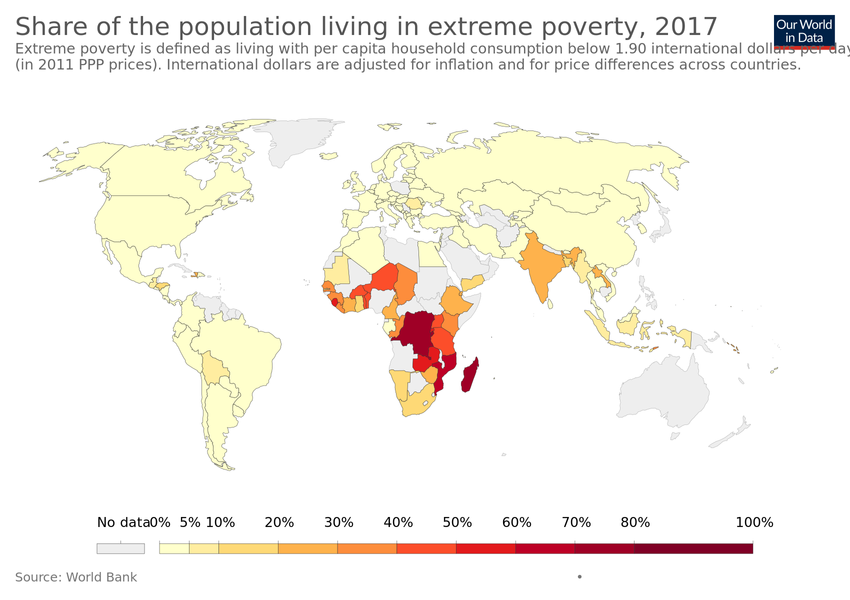 Share of the population living in extreme poverty, 2017
Our World
in Data
Extreme poverty is defined as living with per capita household consumption below 1.90 international dollars per day
(in 2011 PPP prices). International dollars are adjusted for inflation and for price differences across countries.
No data 0% 5% 10% 20% 30% 40% 50% 60% 70% 80% 100%
Source: World Bank